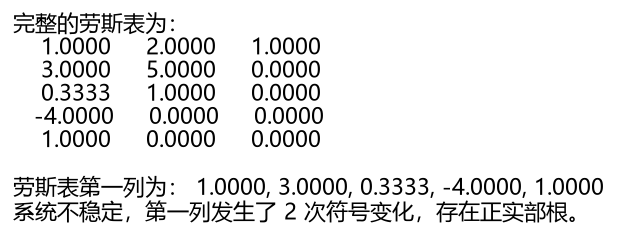 完整的劳斯表为：
1.0000 2.0000 1.0000
3.0000 5.0000 0.0000
0.3333 1.0000 0.0000
-4.0000 0.0000 0.0000
1.0000 0.0000 0.0000
劳斯表第一列为： 1.0000, 3.0000, 0.3333, -4.0000, 1.0000
系统不稳定，第一列发生了 2 次符号变化，存在正实部根。